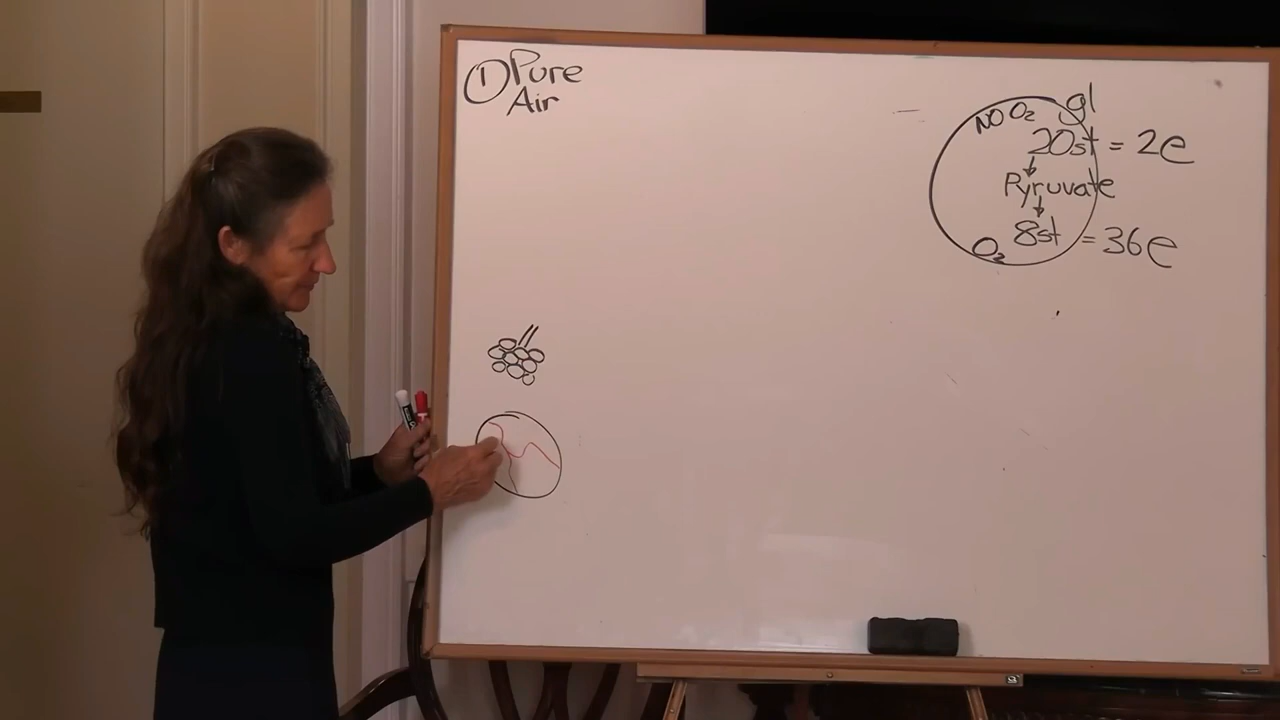 ① Pure
Air
gl
NO O₂
20st = 2e
Pyruvate
8st = 36e
O₂